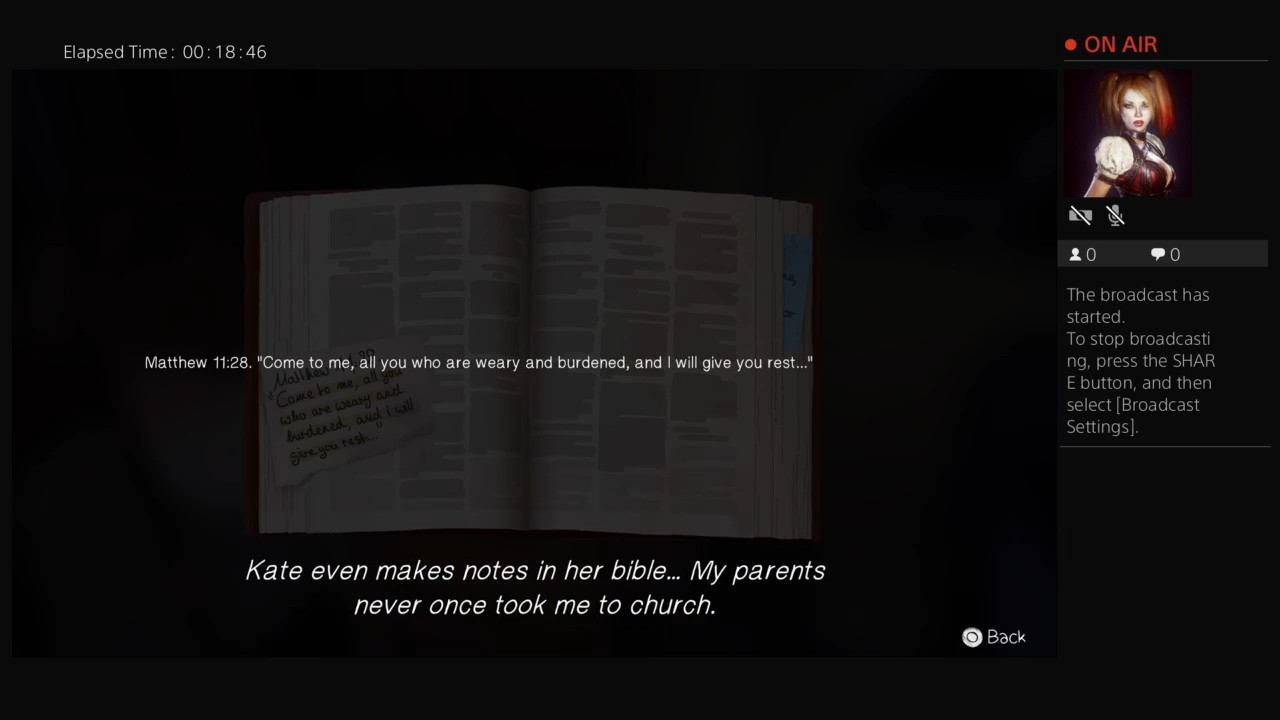 Elapsed Time: 00:18:46
ON AIR
0 0
The broadcast has
started.
To stop broadcasti
ng, press the SHAR
E button, and then
select [Broadcast
Settings].
Matthew 11:28. "Come to me, all you who are weary and burdened, and I will give you rest..."
"Come to me, all you
who are weary and
burdened, and I will
give you rest..."
Kate even makes notes in her bible... My parents
never once took me to church.
Back